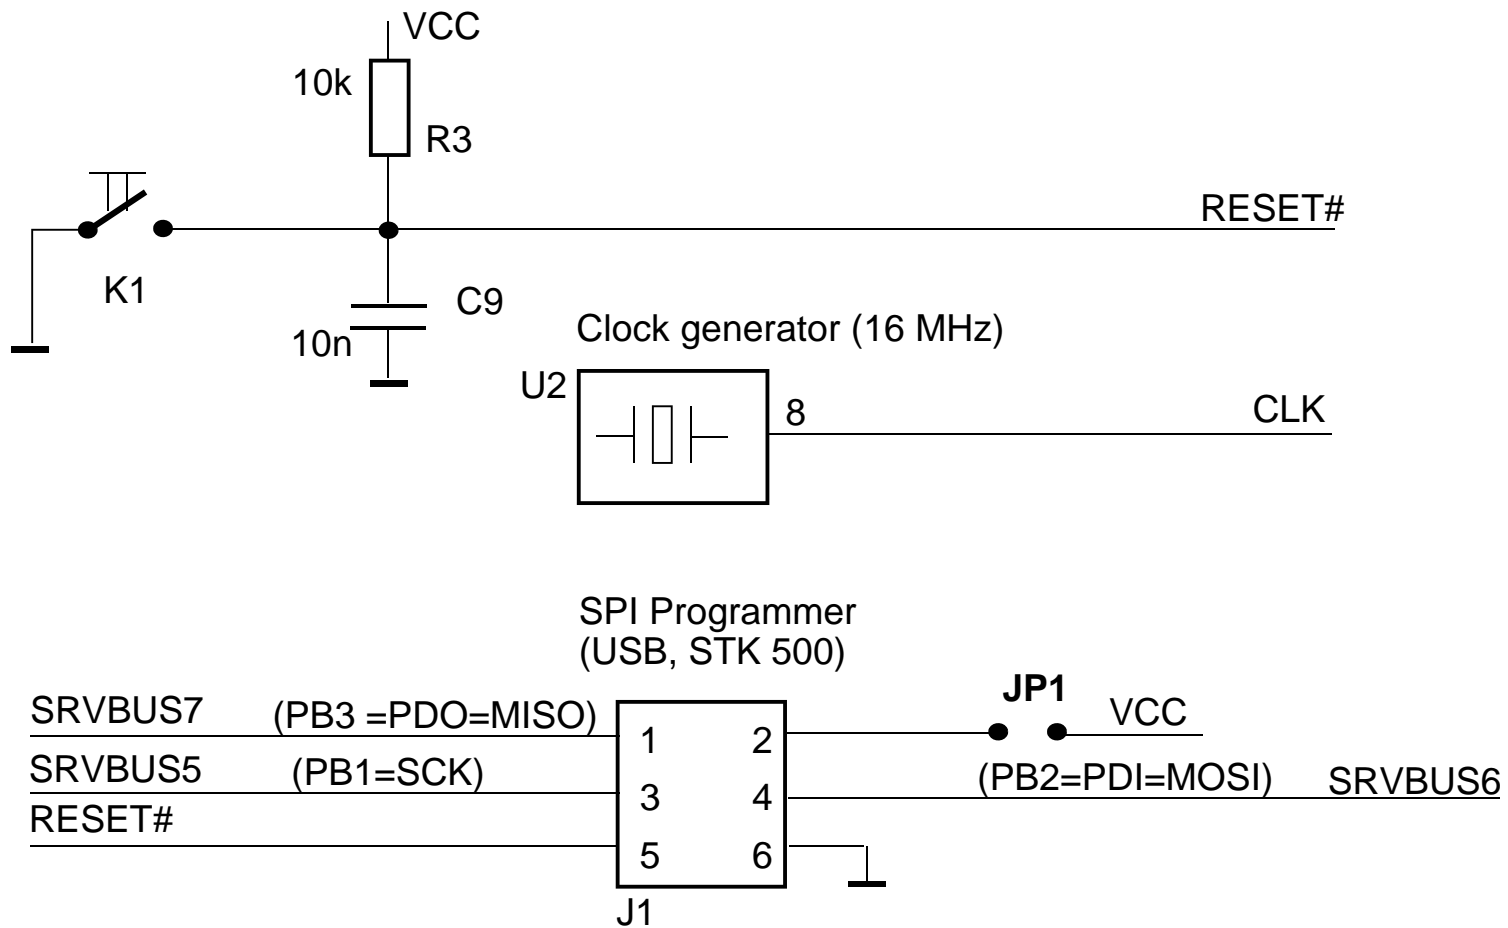 VCC
10k
R3
RESET#
K1
C9
10n
Clock generator (16 MHz)
U2
8
CLK
SPI Programmer
(USB, STK 500)
JP1
SRVBUS7 (PB3 =PDO=MISO)
1 2
VCC
SRVBUS5 (PB1=SCK)
3 4
(PB2=PDI=MOSI) SRVBUS6
RESET#
5 6
J1